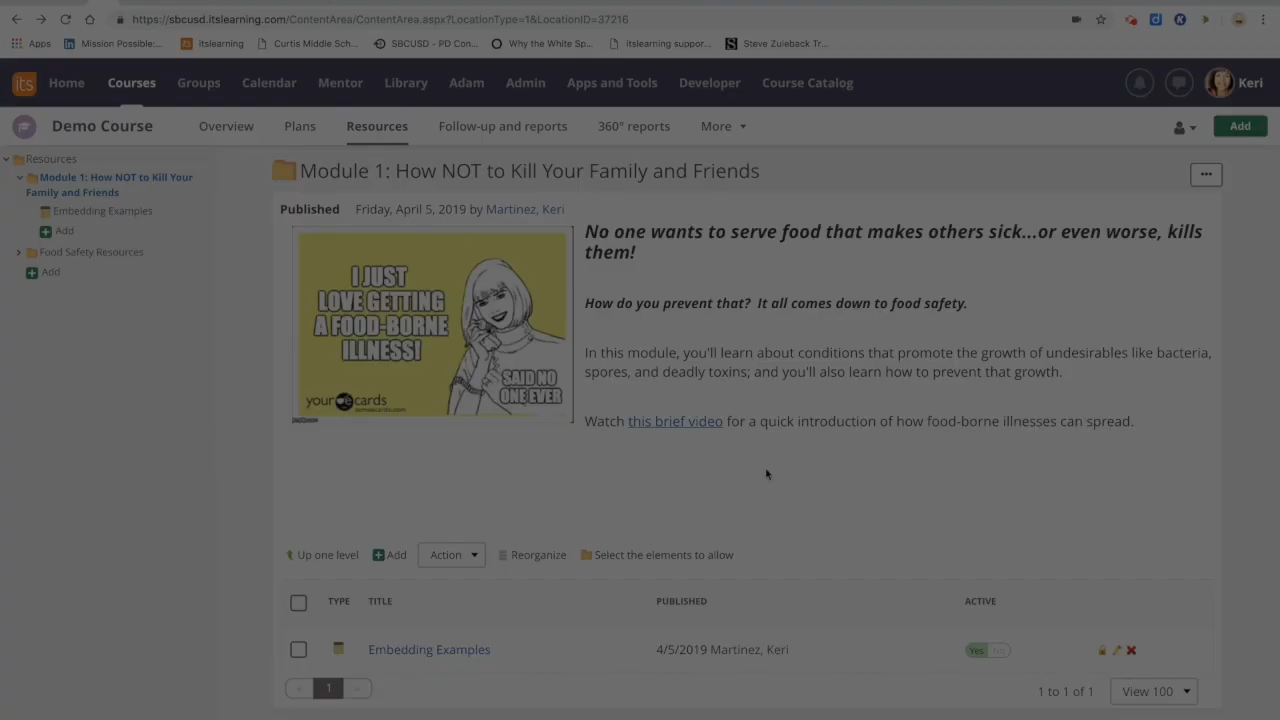 https://sbcusd.itslearning.com/ContentArea/ContentArea.aspx?LocationType=1&LocationID=37216
Apps Mission Possible:... itslearning Curtis Middle Sch... SBCUSD - PD Con... Why the White Sp... itslearning suppor... Steve Zuieback Tr...
its Home Courses Groups Calendar Mentor Library Adam Admin Apps and Tools Developer Course Catalog Keri
Demo Course Overview Plans Resources Follow-up and reports 360° reports More Add
Resources
Module 1: How NOT to Kill Your
Family and Friends
Embedding Examples
Add
Food Safety Resources
Add
Module 1: How NOT to Kill Your Family and Friends
Published Friday, April 5, 2019 by Martinez, Keri
I JUST
LOVE GETTING
A FOOD-BORNE
ILLNESS!
SAID NO
ONE EVER
your cards
someecards.com
No one wants to serve food that makes others sick...or even worse, kills
them!
How do you prevent that? It all comes down to food safety.
In this module, you'll learn about conditions that promote the growth of undesirables like bacteria,
spores, and deadly toxins; and you'll also learn how to prevent that growth.
Watch this brief video for a quick introduction of how food-borne illnesses can spread.
Up one level Add Action Reorganize Select the elements to allow
TYPE TITLE PUBLISHED ACTIVE
Embedding Examples 4/5/2019 Martinez, Keri Yes No
« 1 » 1 to 1 of 1 View 100